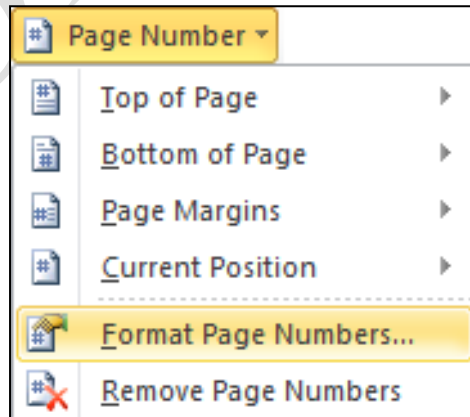 Page Number
Top of Page
Bottom of Page
Page Margins
Current Position
Format Page Numbers...
Remove Page Numbers